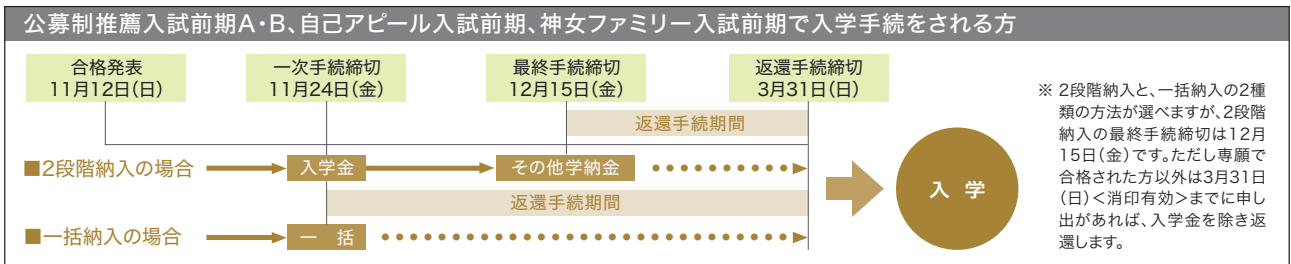 公募制推薦入試前期A・B、自己アピール入試前期、神女ファミリー入試前期で入学手続をされる方
合格発表
11月12日(日)
一次手続締切
11月24日(金)
最終手続締切
12月15日(金)
返還手続締切
3月31日(日)
返還手続期間
■2段階納入の場合
入学金
その他学納金
返還手続期間
■一括納入の場合
一 括
入 学
※ 2段階納入と、一括納入の2種
類の方法が選べますが、2段階
納入の最終手続締切は12月
15日(金)です。ただし専願で
合格された方以外は3月31日
(日)<消印有効>までに申し
出があれば、入学金を除き返
還します。